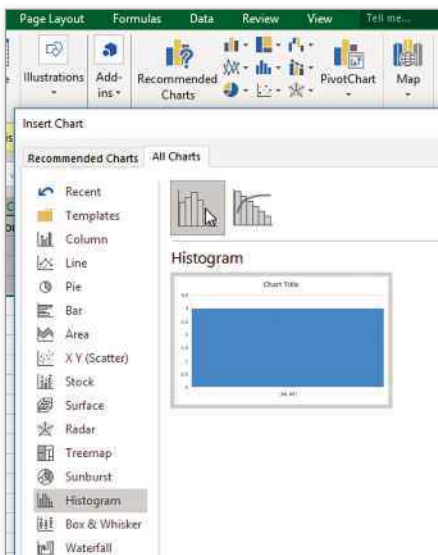 Page Layout Formulas Data Review View Tell me...
Illustrations
Add-
ins
Recommended
Charts
PivotChart
Map
Insert Chart
Recommended Charts All Charts
Recent
Templates
Column
Line
Pie
Bar
Area
X Y (Scatter)
Stock
Surface
Radar
Treemap
Sunburst
Histogram
Box & Whisker
Waterfall
Histogram
Chart Title